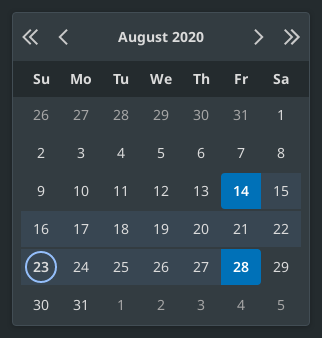 August 2020
Su Mo Tu We Th Fr Sa
26 27 28 29 30 31 1
2 3 4 5 6 7 8
9 10 11 12 13 14 15
16 17 18 19 20 21 22
23 24 25 26 27 28 29
30 31 1 2 3 4 5